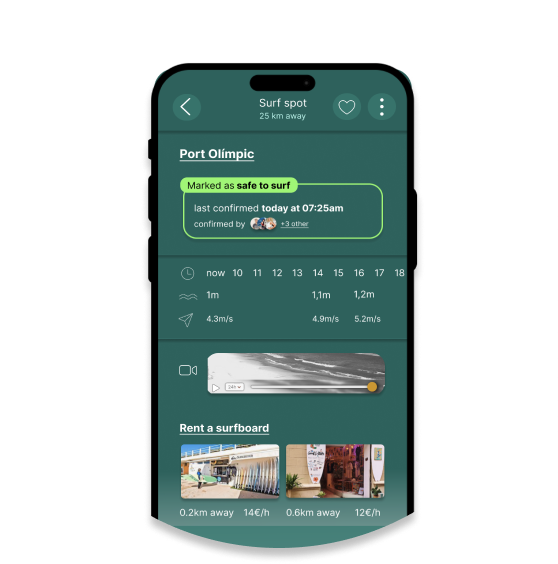 Surf spot
25 km away
Port Olímpic
Marked as safe to surf
last confirmed today at 07:25am
confirmed by +3 other
now 10 11 12 13 14 15 16 17 18
1m 1,1m 1,2m
4.3m/s 4.9m/s 5.2m/s
24h
Rent a surfboard
0.2km away 14€/h 0.6km away 12€/h